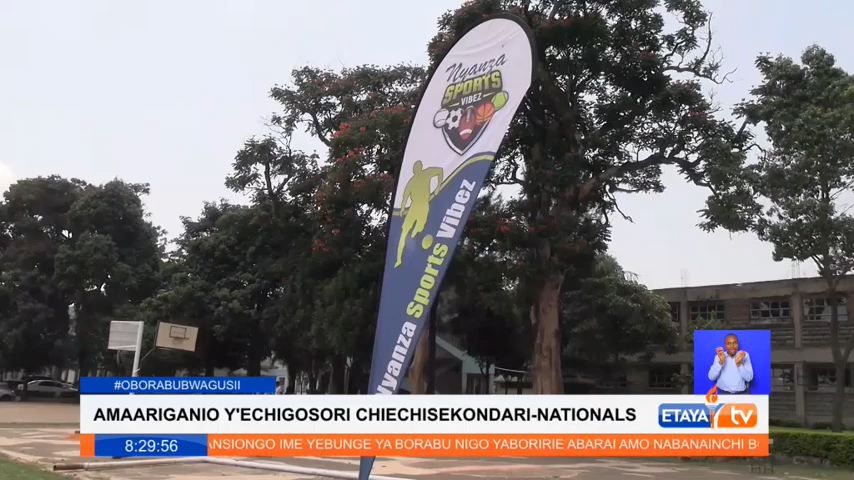 Nyanza
SPORTS
VIBEZ
Nyanza Sports Vibez
#OBORABUBWAGUSII
AMAARIGANIO Y'ECHIGOSORI CHIECHISEKONDARI-NATIONALS
ETAYA tv
8:29:56
ANSIONGO IME YEBUNGE YA BORABU NIGO YABORIRIE ABARAI AMO NABANAINCHI B